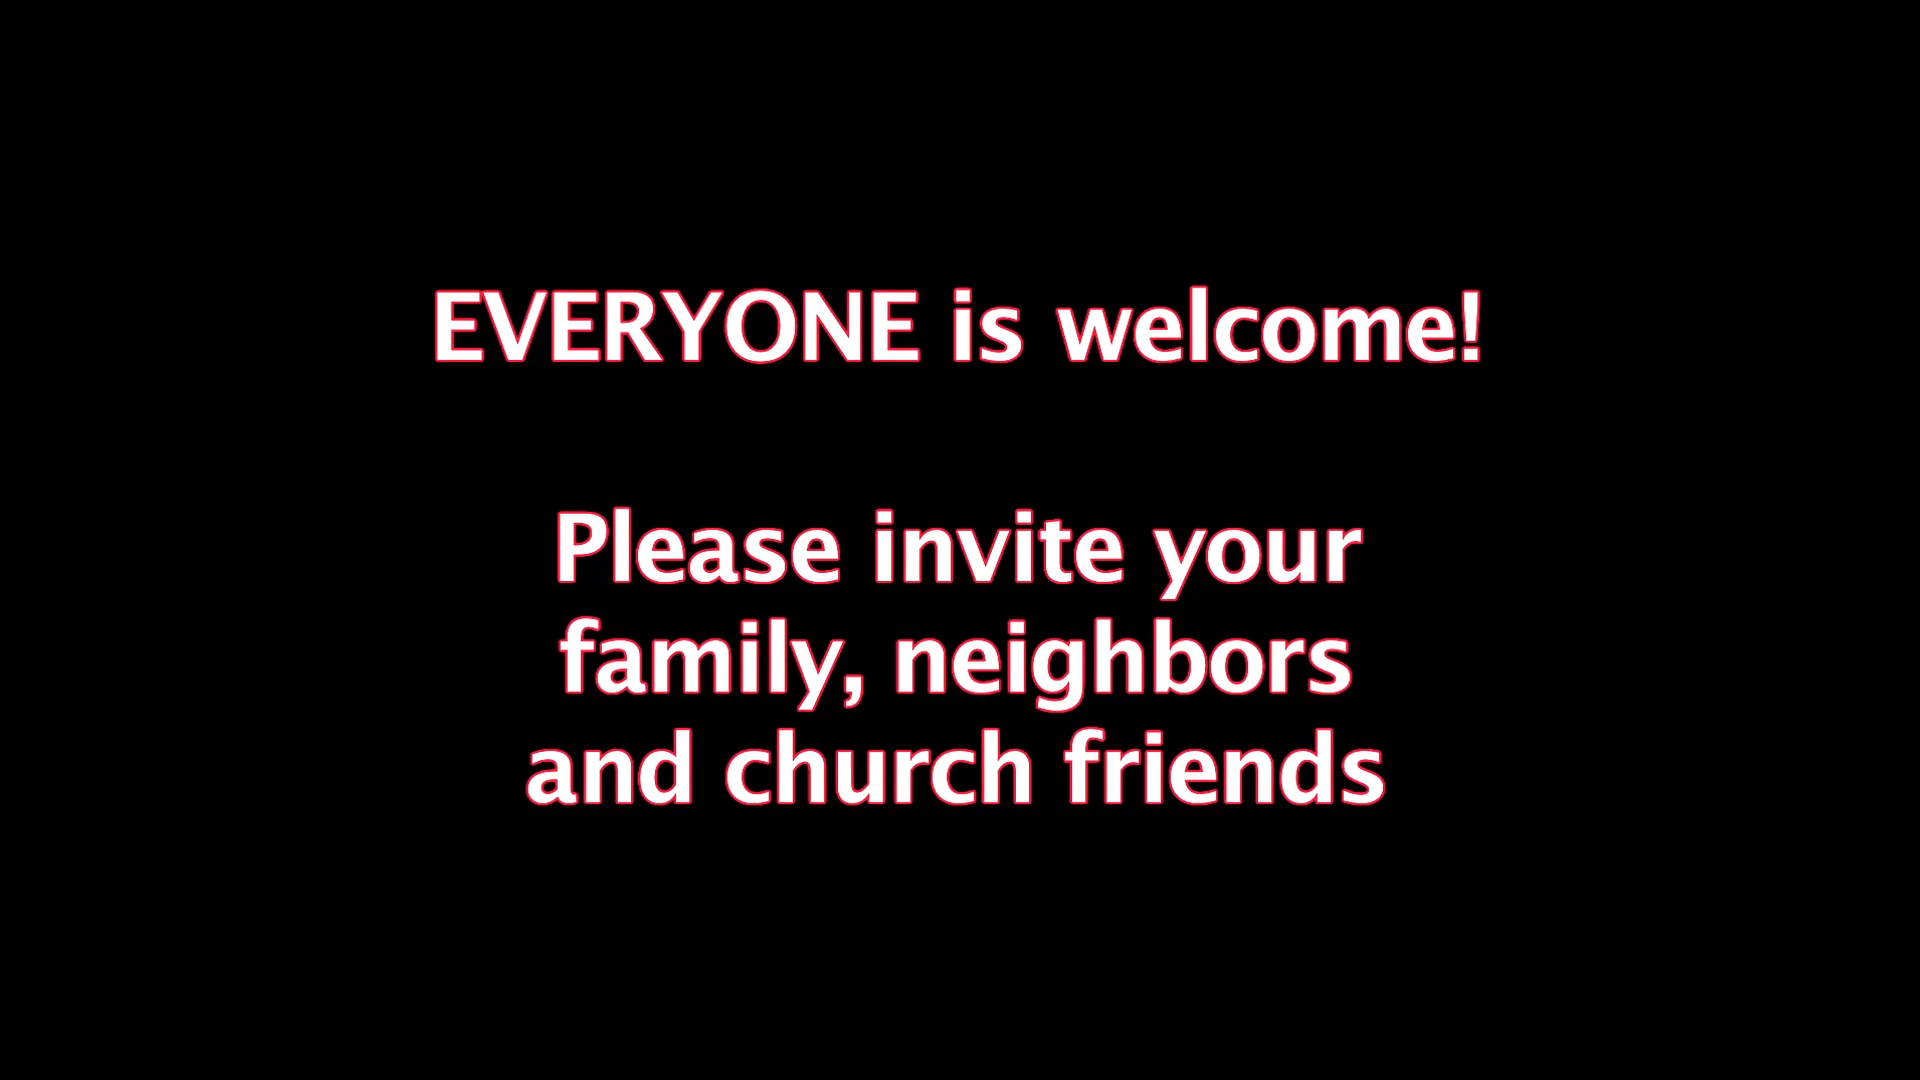 EVERYONE is welcome!
Please invite your
family, neighbors
and church friends